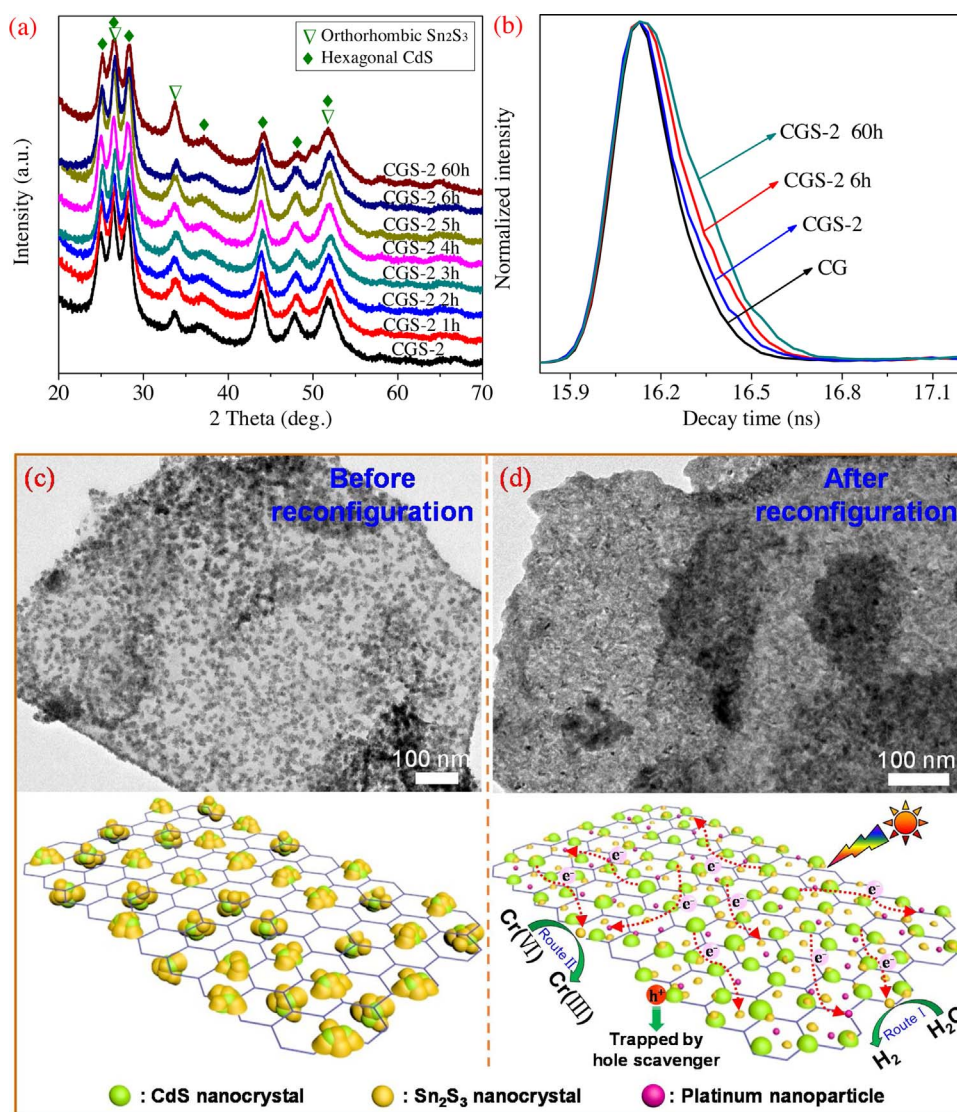 (a)
▽ Orthorhombic Sn₂S₃
◆ Hexagonal CdS
Intensity (a.u.)
CGS-2 60h
CGS-2 6h
CGS-2 5h
CGS-2 4h
CGS-2 3h
CGS-2 2h
CGS-2 1h
CGS-2
20 30 40 50 60 70
2 Theta (deg.)
(b)
Normalized intensity
CGS-2 60h
CGS-2 6h
CGS-2
CG
15.9 16.2 16.5 16.8 17.1
Decay time (ns)
(c)
Before
reconfiguration
100 nm
(d)
After
reconfiguration
100 nm
e⁻
e⁻
e⁻
e⁻
e⁻
e⁻
e⁻
e⁻
Cr(VI)
Route II
Cr(III)
h⁺
Trapped by
hole scavenger
Route I
H₂O
H₂
: CdS nanocrystal : Sn₂S₃ nanocrystal : Platinum nanoparticle